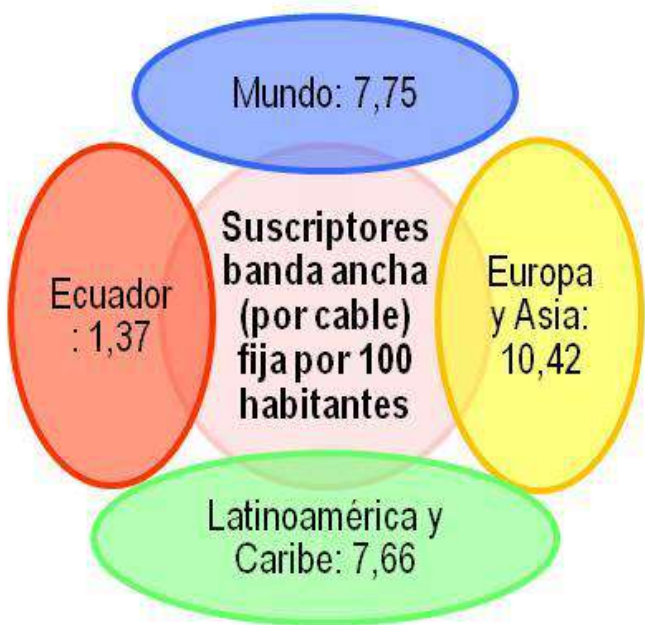 Mundo: 7,75
Suscriptores
banda ancha
(por cable)
fija por 100
habitantes
Ecuador
: 1,37
Europa
y Asia:
10,42
Latinoamérica y
Caribe: 7,66